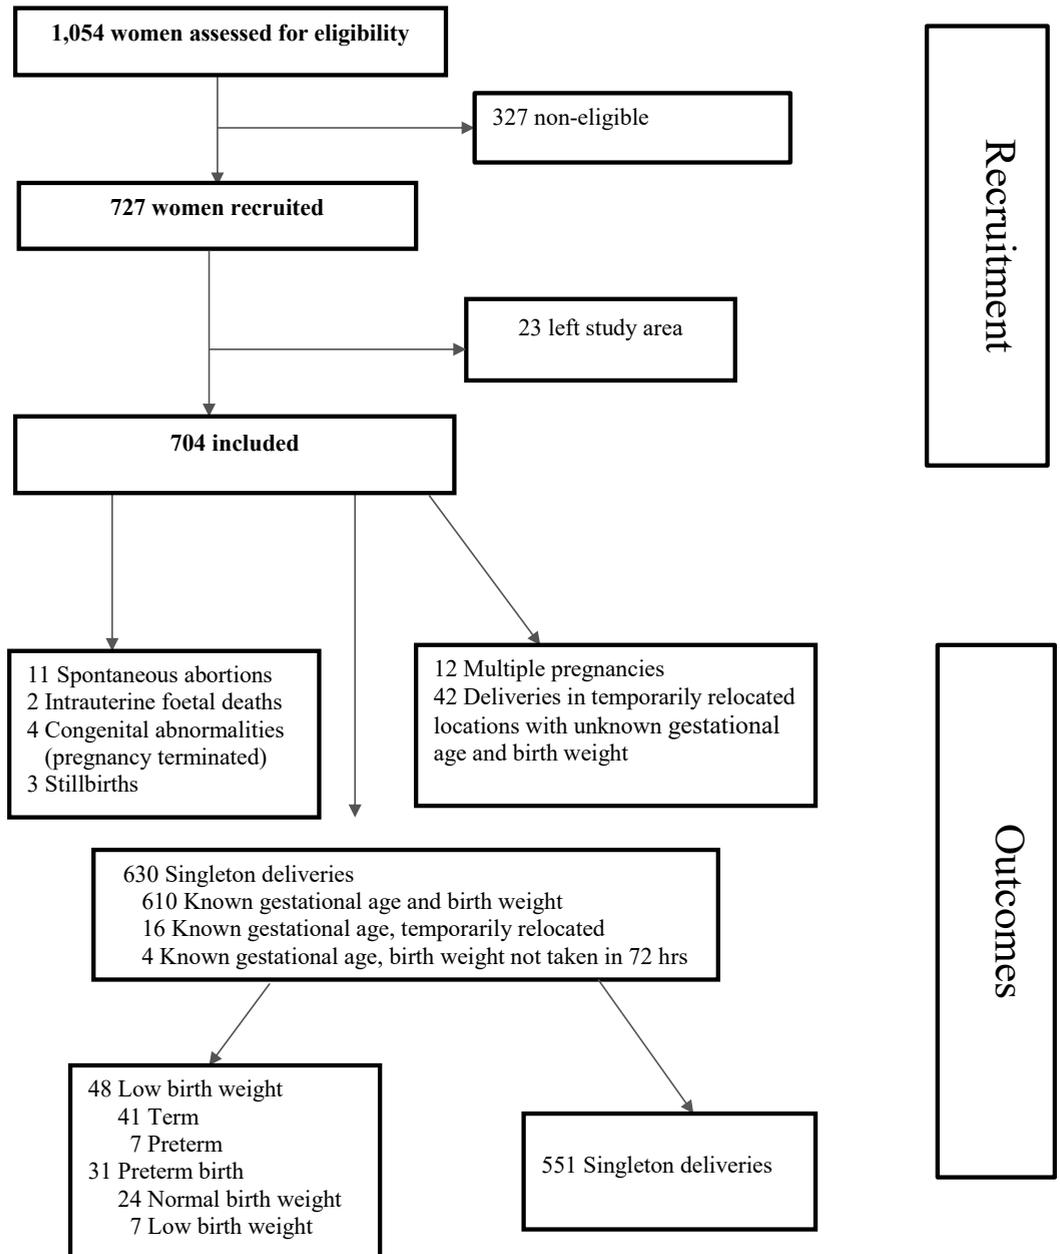 1,054 women assessed for eligibility
327 non-eligible
727 women recruited
23 left study area
704 included
Recruitment
11 Spontaneous abortions
2 Intrauterine foetal deaths
4 Congenital abnormalities
(pregnancy terminated)
3 Stillbirths
12 Multiple pregnancies
42 Deliveries in temporarily relocated
locations with unknown gestational
age and birth weight
630 Singleton deliveries
610 Known gestational age and birth weight
16 Known gestational age, temporarily relocated
4 Known gestational age, birth weight not taken in 72 hrs
48 Low birth weight
41 Term
7 Preterm
31 Preterm birth
24 Normal birth weight
7 Low birth weight
551 Singleton deliveries
Outcomes